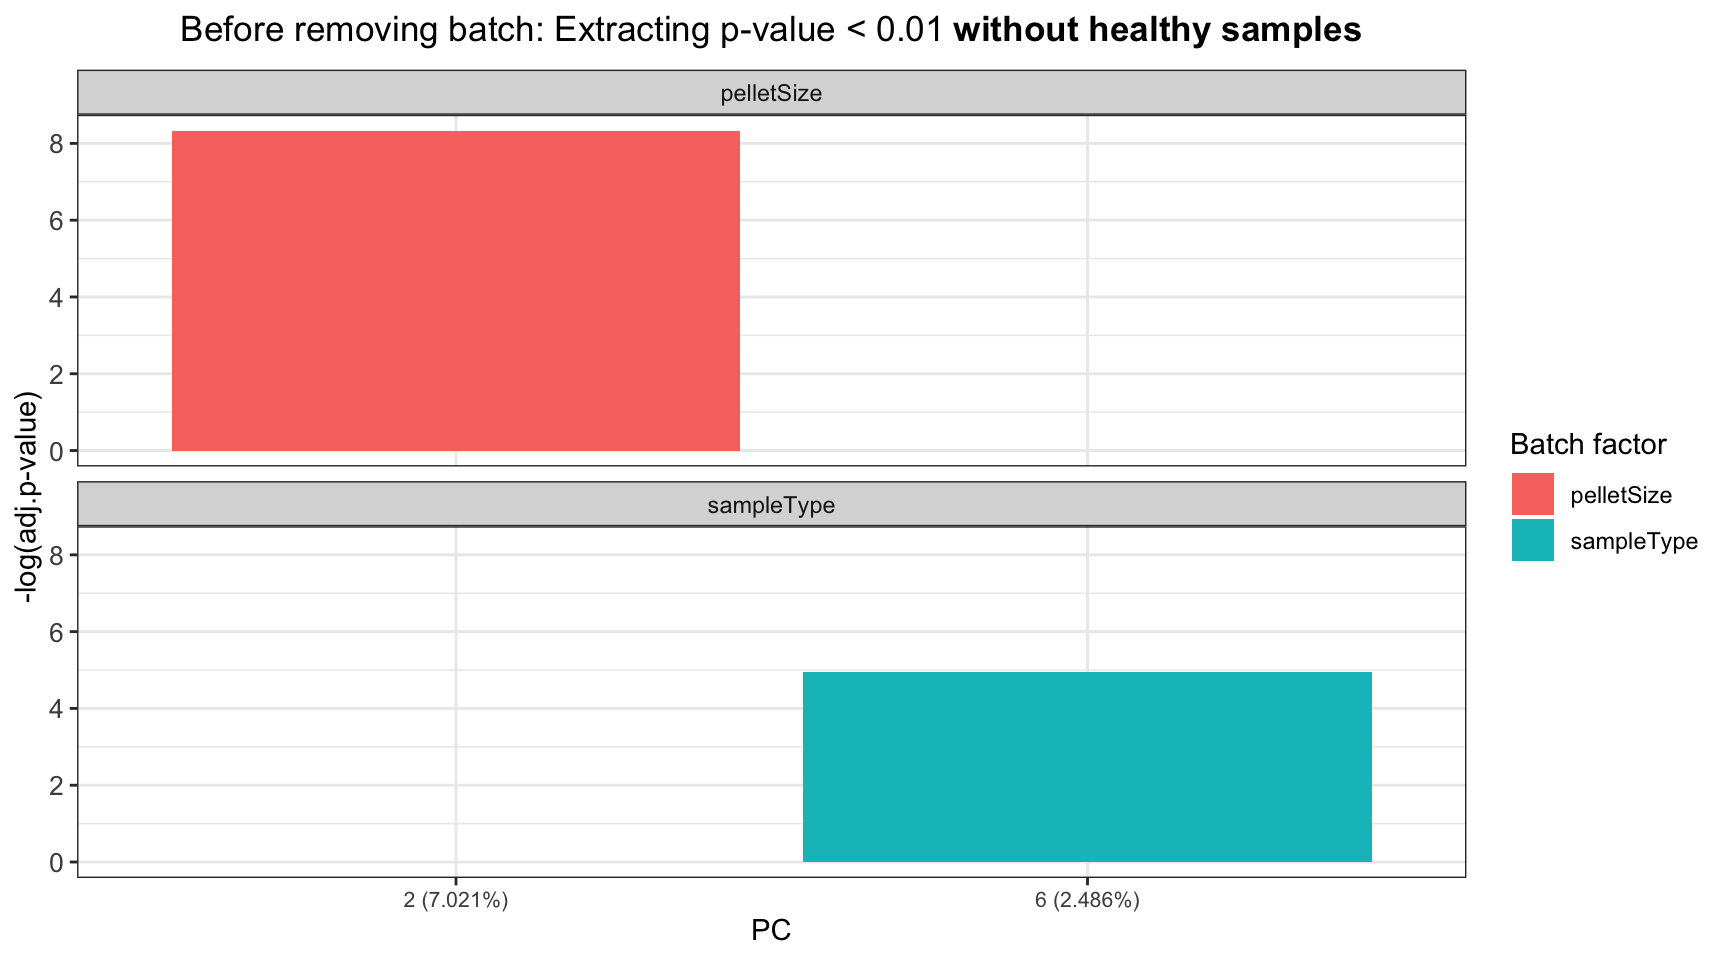 Before removing batch: Extracting p-value < 0.01 without healthy samples
pelletSize
8
6
4
2
0
sampleType
8
6
4
2
0
-log(adj.p-value)
2 (7.021%)
6 (2.486%)
PC
Batch factor
pelletSize
sampleType